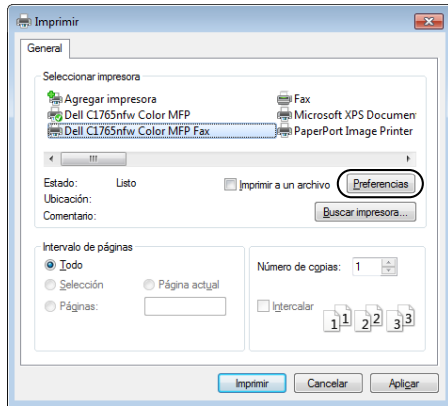 Imprimir
General
Seleccionar impresora
Agregar impresora
Dell C1765nfw Color MFP
Dell C1765nfw Color MFP Fax
Fax
Microsoft XPS Documen
PaperPort Image Printer
Estado: Listo
Imprimir a un archivo
Preferencias
Ubicación:
Comentario:
Buscar impresora...
Intervalo de páginas
Todo
Selección
Página actual
Páginas:
Número de copias: 1
Intercalar
1 1 2 2 3 3
Imprimir
Cancelar
Aplicar